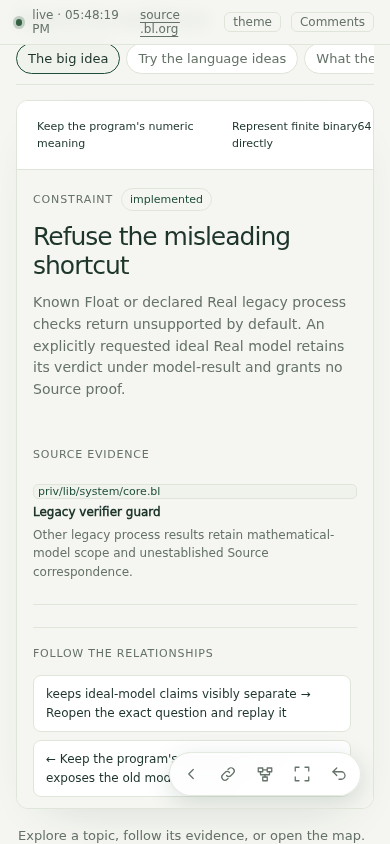 live · 05:48:19 PM
source.bl.org
theme
Comments
The big idea
Try the language ideas
What the
Keep the program's numeric meaning
Represent finite binary64 directly
CONSTRAINT
implemented
Refuse the misleading
shortcut
Known Float or declared Real legacy process
checks return unsupported by default. An
explicitly requested ideal Real model retains
its verdict under model-result and grants no
Source proof.
SOURCE EVIDENCE
priv/lib/system/core.bl
Legacy verifier guard
Other legacy process results retain mathematical-
model scope and unestablished Source
correspondence.
FOLLOW THE RELATIONSHIPS
keeps ideal-model claims visibly separate →
Reopen the exact question and replay it
← Keep the program's
exposes the old
Explore a topic, follow its evidence, or open the map.